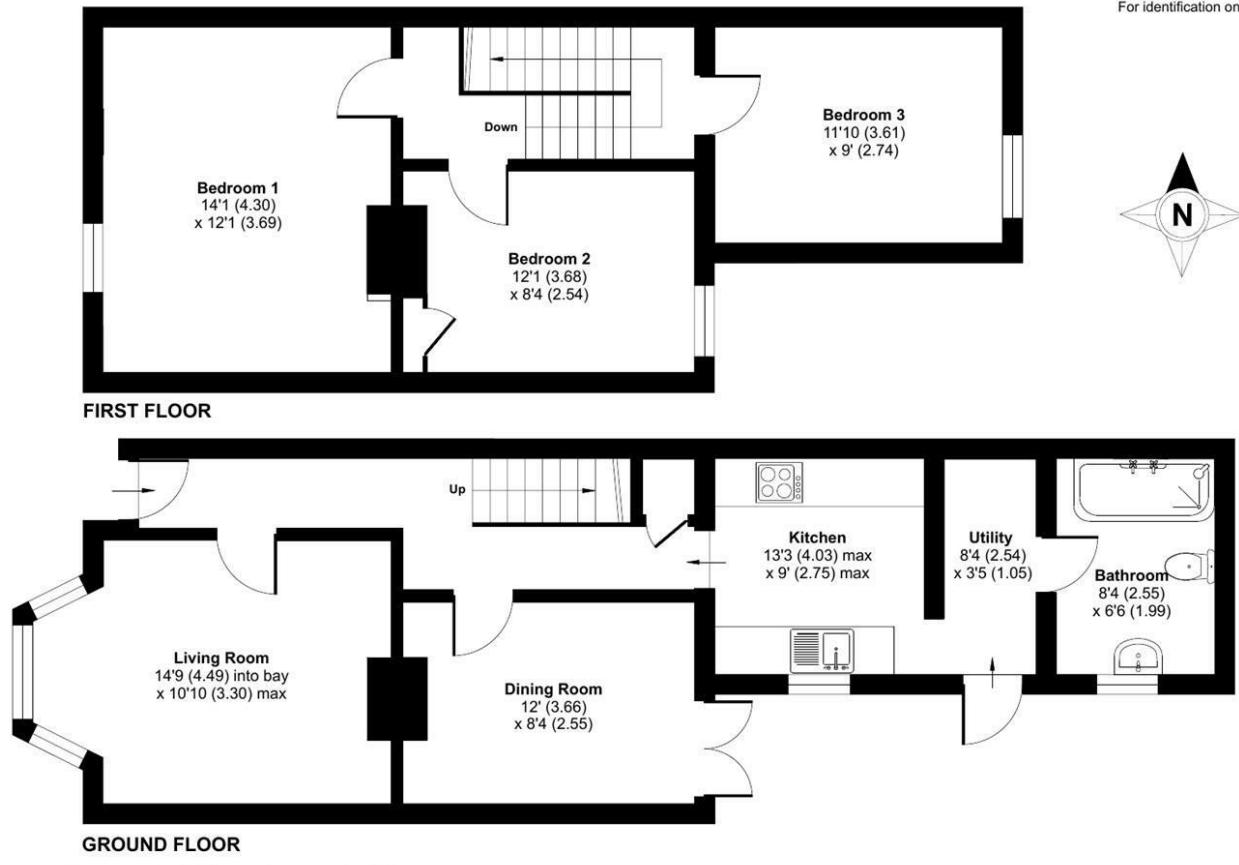 For identification on
Bedroom 1
14'1 (4.30)
x 12'1 (3.69)
Down
Bedroom 2
12'1 (3.68)
x 8'4 (2.54)
Bedroom 3
11'10 (3.61)
x 9' (2.74)
N
FIRST FLOOR
Up
Living Room
14'9 (4.49) into bay
x 10'10 (3.30) max
Dining Room
12' (3.66)
x 8'4 (2.55)
Kitchen
13'3 (4.03) max
x 9' (2.75) max
Utility
8'4 (2.54)
x 3'5 (1.05)
Bathroom
8'4 (2.55)
x 6'6 (1.99)
GROUND FLOOR